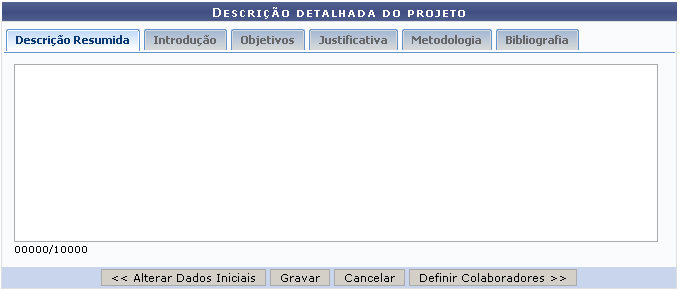 DESCRIÇÃO DETALHADA DO PROJETO
Descrição Resumida Introdução Objetivos Justificativa Metodologia Bibliografia
00000/10000
<< Alterar Dados Iniciais Gravar Cancelar Definir Colaboradores >>